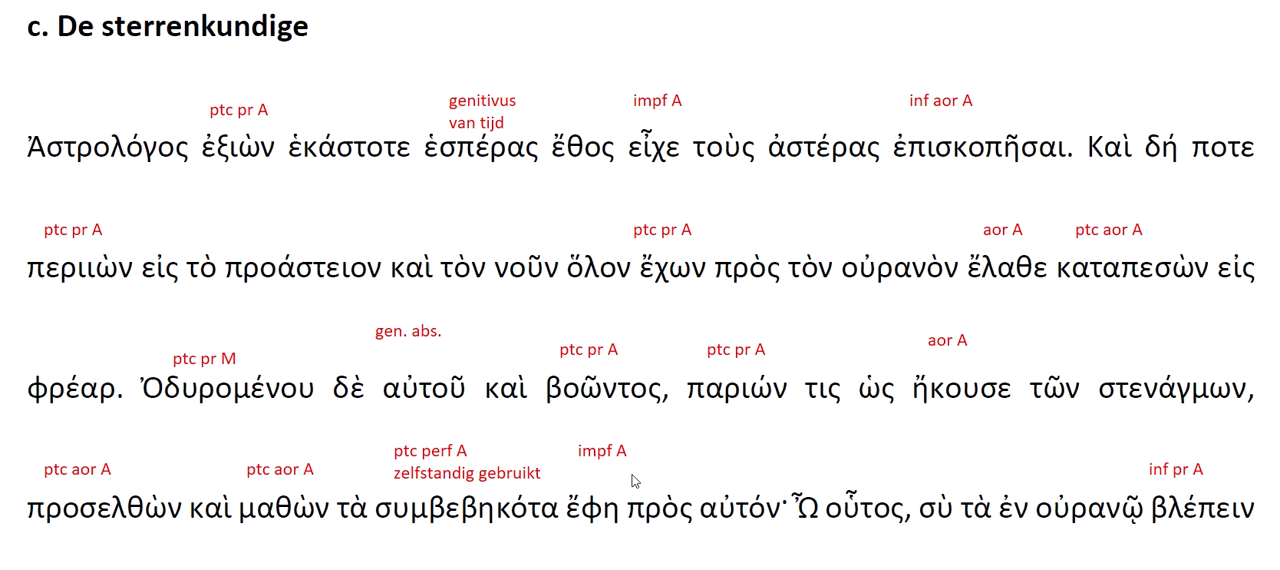 c. De sterrenkundige
ptc pr A genitivus van tijd impf A inf aor A
Ἀστρολόγος ἐξιὼν ἑκάστοτε ἑσπέρας ἔθος εἶχε τοὺς ἀστέρας ἐπισκοπῆσαι. Καὶ δή ποτε
ptc pr A ptc pr A aor A ptc aor A
περιιὼν εἰς τὸ προάστειον καὶ τὸν νοῦν ὅλον ἔχων πρὸς τὸν οὐρανὸν ἔλαθε καταπεσὼν εἰς
ptc pr M gen. abs. ptc pr A ptc pr A aor A
φρέαρ. Ὀδυρομένου δὲ αὐτοῦ καὶ βοῶντος, παριών τις ὡς ἤκουσε τῶν στενάγμων,
ptc aor A ptc aor A ptc perf A zelfstandig gebruikt impf A inf pr A
προσελθὼν καὶ μαθὼν τὰ συμβεβηκότα ἔφη πρὸς αὐτόν· Ὦ οὗτος, σὺ τὰ ἐν οὐρανῷ βλέπειν